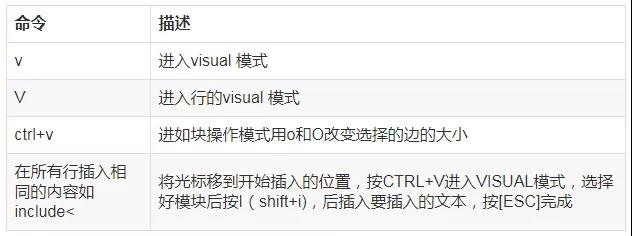 命令 描述
v 进入visual 模式
V 进入行的visual 模式
ctrl+v 进如块操作模式用o和O改变选择的边的大小
在所有行插入相
同的内容如
include<
将光标移到开始插入的位置，按CTRL+V进入VISUAL模式，选择
好模块后按I（shift+i)，后插入要插入的文本，按[ESC]完成